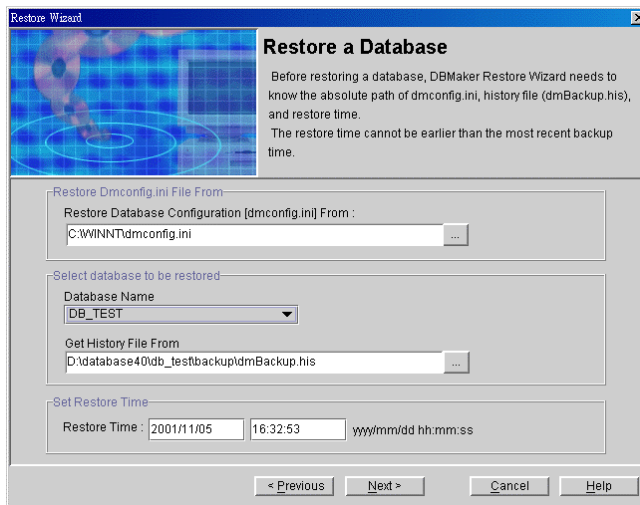 Restore Wizard
Restore a Database
Before restoring a database, DBMaker Restore Wizard needs to
know the absolute path of dmconfig.ini, history file (dmBackup.his),
and restore time.
The restore time cannot be earlier than the most recent backup
time.
Restore Dmconfig.ini File From
Restore Database Configuration [dmconfig.ini] From :
C:\WINNT\dmconfig.ini
...
Select database to be restored
Database Name
DB_TEST
Get History File From
D:\database40\db_test\backup\dmBackup.his
...
Set Restore Time
Restore Time : 2001/11/05 16:32:53 yyyy/mm/dd hh:mm:ss
< Previous Next > Cancel Help